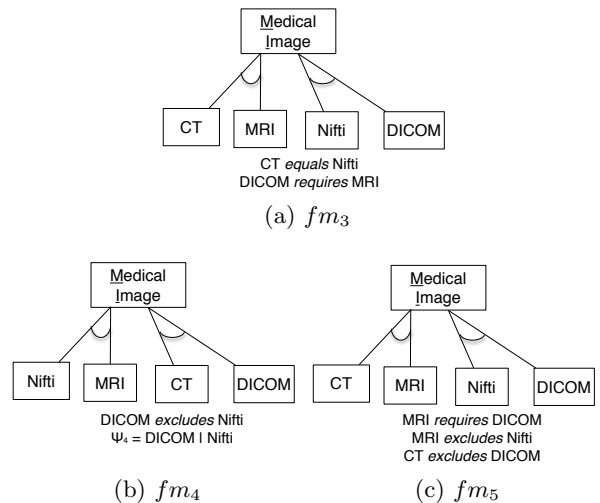 Medical
Image
CT
MRI
Nifti
DICOM
CT equals Nifti
DICOM requires MRI
(a) fm₃
Medical
Image
Nifti
MRI
CT
DICOM
DICOM excludes Nifti
Ψ₄ = DICOM | Nifti
(b) fm₄
Medical
Image
CT
MRI
Nifti
DICOM
MRI requires DICOM
MRI excludes Nifti
CT excludes DICOM
(c) fm₅